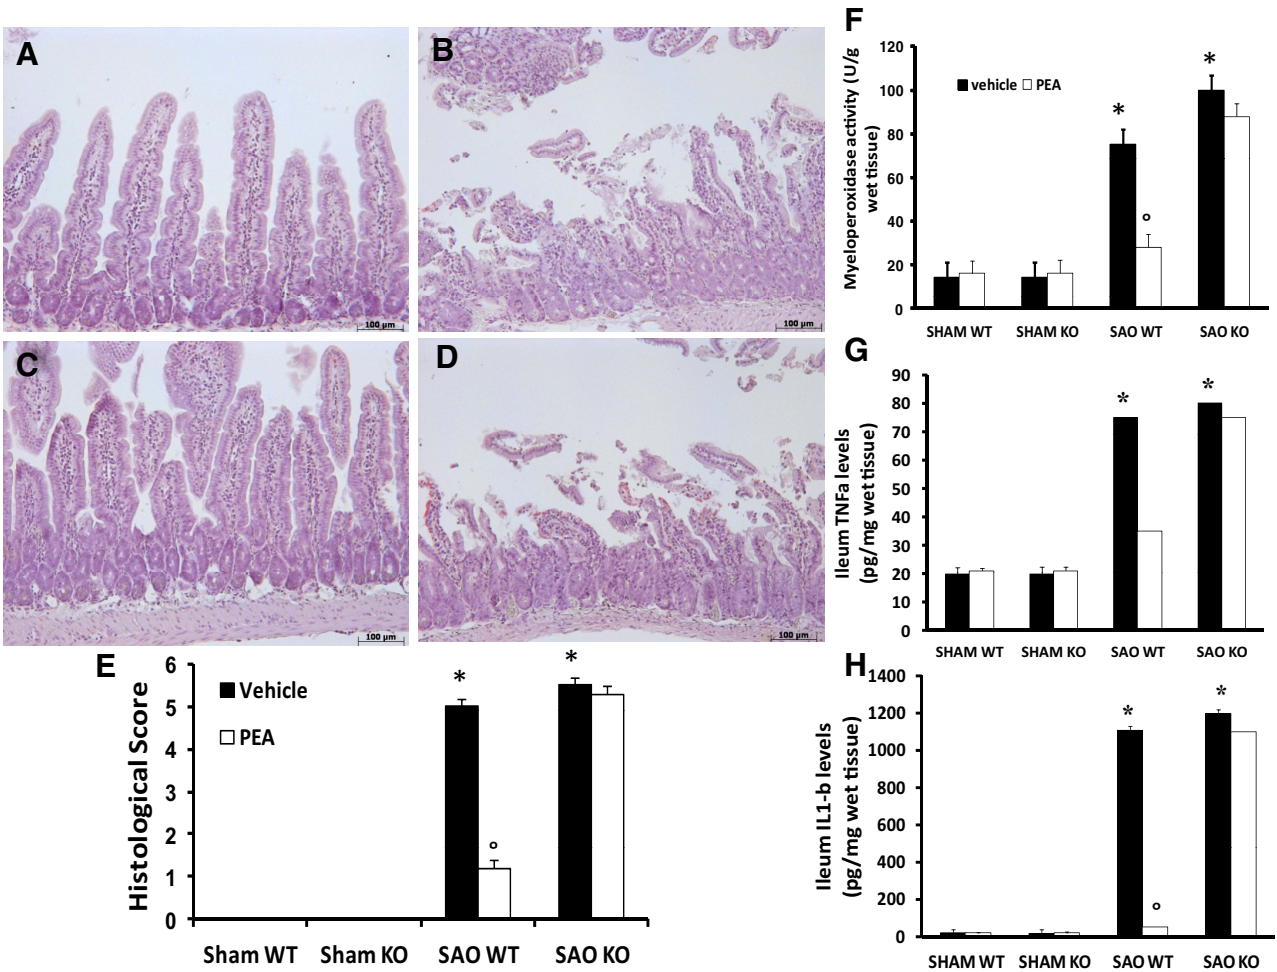 A
100 µm
B
100 µm
C
100 µm
D
100 µm
E
Histological Score
6
5
4
3
2
1
0
Vehicle
PEA
*
°
*
Sham WT Sham KO SAO WT SAO KO
F
Myeloperoxidase activity (U/g
wet tissue)
120
100
80
60
40
20
0
vehicle PEA
*
°
*
SHAM WT SHAM KO SAO WT SAO KO
G
Ileum TNFa levels
(pg/mg wet tissue)
90
80
70
60
50
40
30
20
10
0
*
*
SHAM WT SHAM KO SAO WT SAO KO
H
Ileum IL1-b levels
(pg/mg wet tissue)
1400
1200
1000
800
600
400
200
0
*
°
*
SHAM WT SHAM KO SAO WT SAO KO